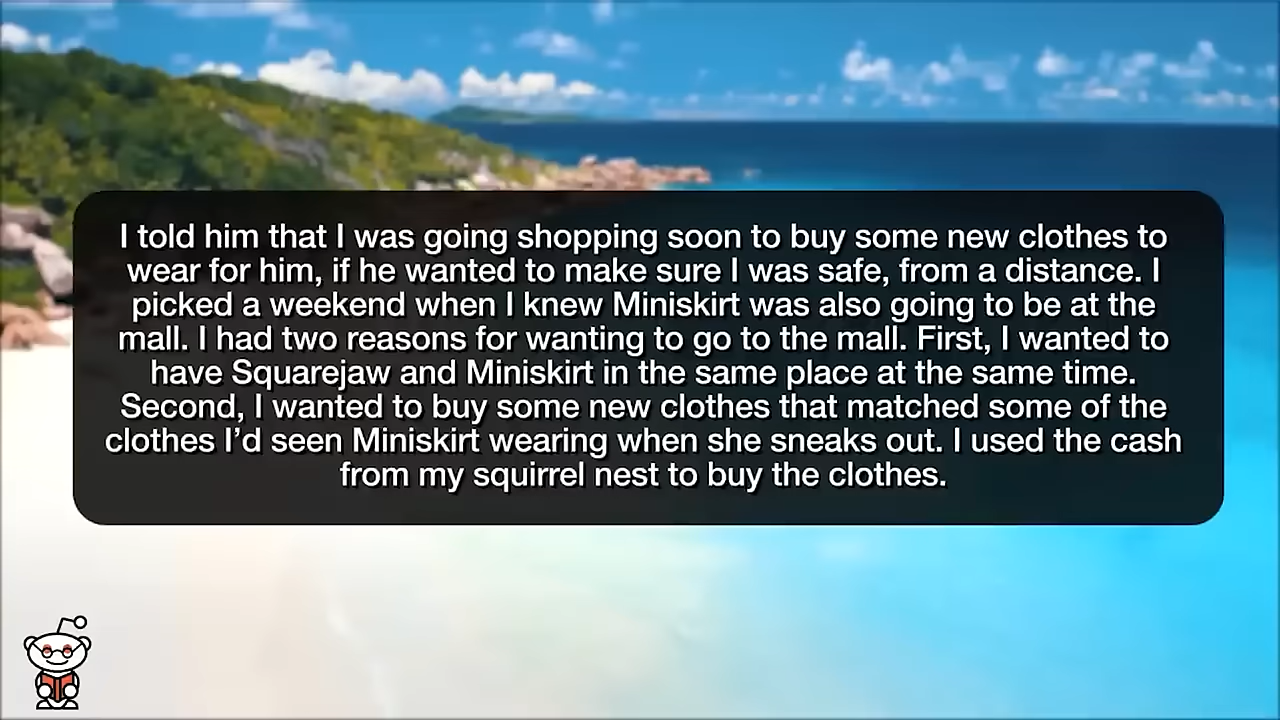 I told him that I was going shopping soon to buy some new clothes to
wear for him, if he wanted to make sure I was safe, from a distance. I
picked a weekend when I knew Miniskirt was also going to be at the
mall. I had two reasons for wanting to go to the mall. First, I wanted to
have Squarejaw and Miniskirt in the same place at the same time.
Second, I wanted to buy some new clothes that matched some of the
clothes I’d seen Miniskirt wearing when she sneaks out. I used the cash
from my squirrel nest to buy the clothes.